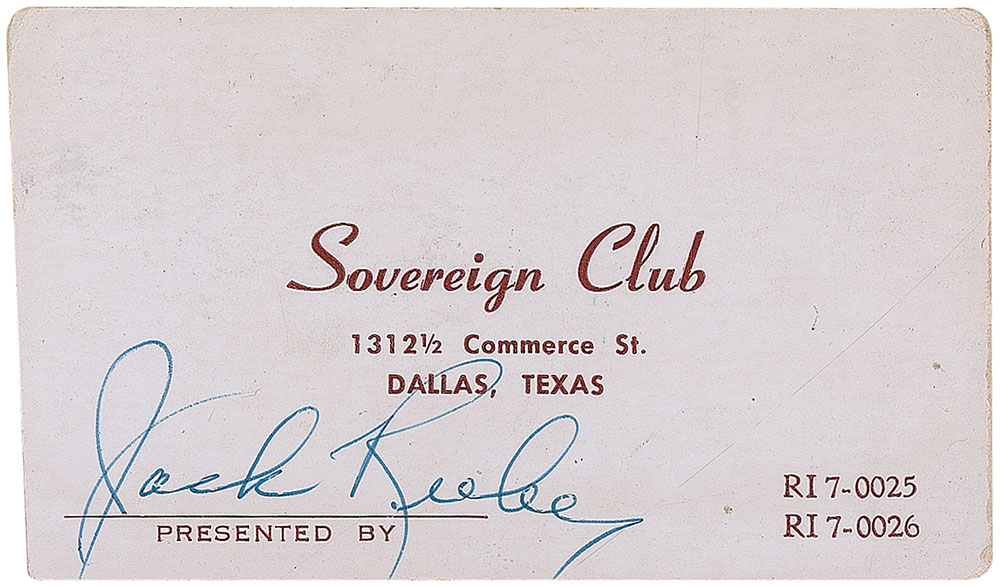 Sovereign Club
1312½ Commerce St.
DALLAS, TEXAS
Jack Ruby
PRESENTED BY
RI 7-0025
RI 7-0026